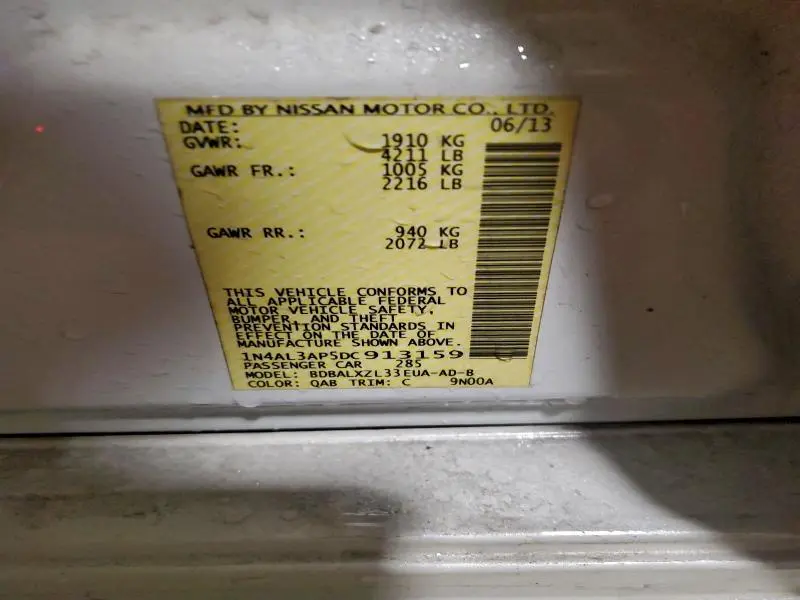 MFD BY NISSAN MOTOR CO., LTD.
DATE: 06/13
GVWR: 1910 KG
4211 LB
GAWR FR.: 1005 KG
2216 LB
GAWR RR.: 940 KG
2072 LB
THIS VEHICLE CONFORMS TO
ALL APPLICABLE FEDERAL
MOTOR VEHICLE SAFETY,
BUMPER, AND THEFT
PREVENTION STANDARDS IN
EFFECT ON THE DATE OF
MANUFACTURE SHOWN ABOVE.
1N4AL3AP5DC913159
PASSENGER CAR 285
MODEL: BDBALXZL33EUA-AD-B
COLOR: QAB TRIM: C 9N00A